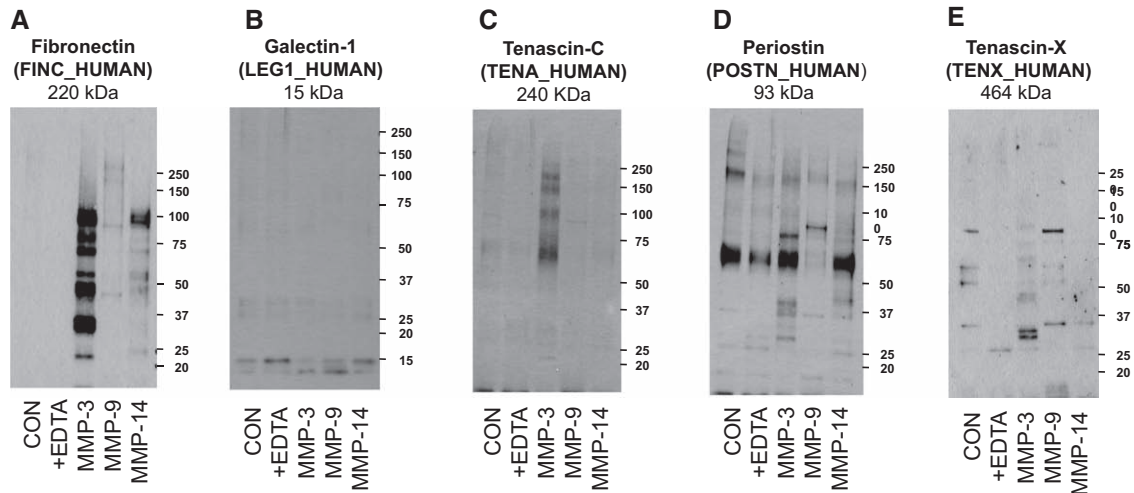 A
Fibronectin
(FINC_HUMAN)
220 kDa
250
150
100
75
50
37
25
20
CON
+EDTA
MMP-3
MMP-9
MMP-14
B
Galectin-1
(LEG1_HUMAN)
15 kDa
250
150
100
75
50
37
25
20
15
CON
+EDTA
MMP-3
MMP-9
MMP-14
C
Tenascin-C
(TENA_HUMAN)
240 KDa
250
150
100
75
50
37
25
20
CON
+EDTA
MMP-3
MMP-9
MMP-14
D
Periostin
(POSTN_HUMAN)
93 kDa
250
150
10
0
75
50
37
25
20
CON
+EDTA
MMP-3
MMP-9
MMP-14
E
Tenascin-X
(TENX_HUMAN)
464 kDa
25
0
15
0
10
0
75
50
37
25
20
CON
+EDTA
MMP-3
MMP-9
MMP-14